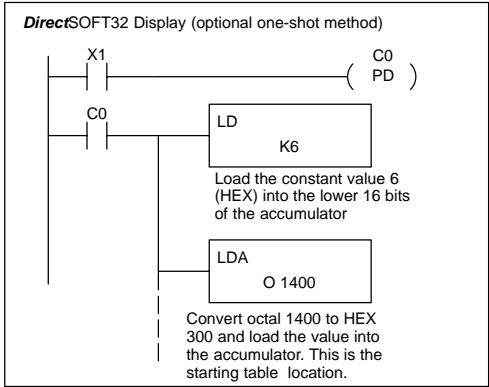 DirectSOFT32 Display (optional one-shot method)
X1
C0
PD
C0
LD
K6
Load the constant value 6
(HEX) into the lower 16 bits
of the accumulator
LDA
O 1400
Convert octal 1400 to HEX
300 and load the value into
the accumulator. This is the
starting table location.